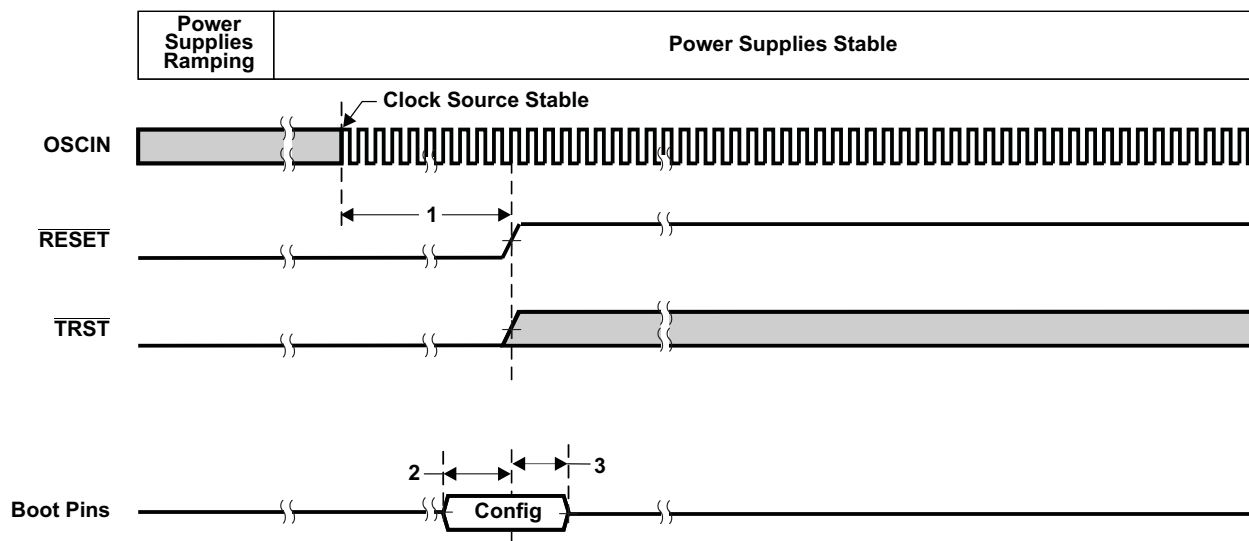 Power
Supplies
Ramping
Power Supplies Stable
Clock Source Stable
OSCIN
1
RESET
TRST
2
3
Boot Pins
Config